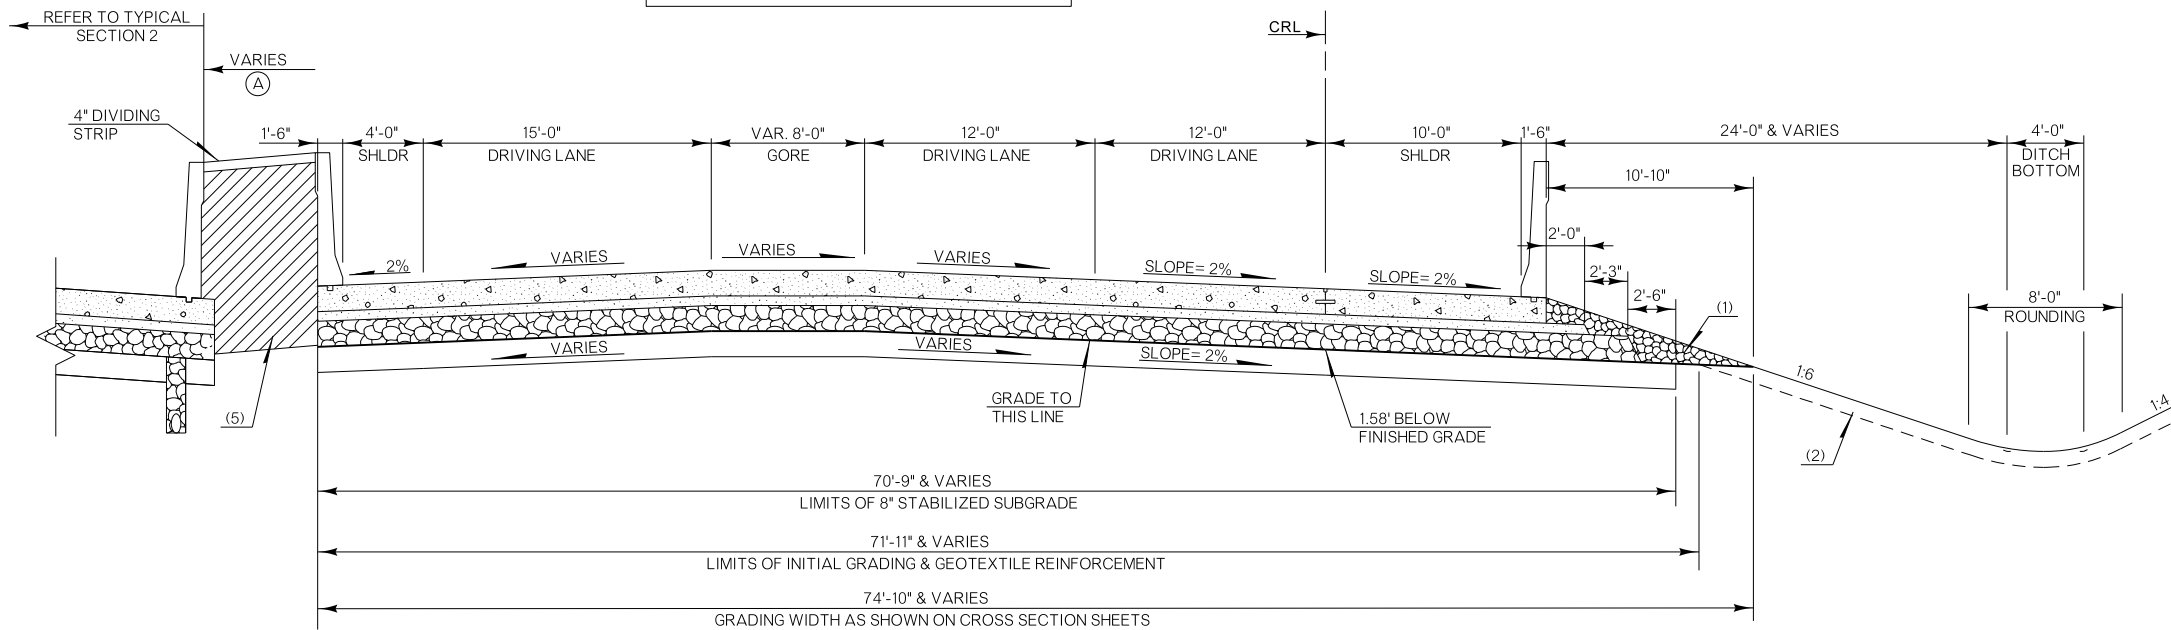 REFER TO TYPICAL
SECTION 2
CRL
VARIES
A
4" DIVIDING
STRIP
1'-6"
4'-0"
SHLDR
15'-0"
DRIVING LANE
VAR. 8'-0"
GORE
12'-0"
DRIVING LANE
12'-0"
DRIVING LANE
10'-0"
SHLDR
1'-6"
24'-0" & VARIES
4'-0"
DITCH
BOTTOM
10'-10"
2'-0"
2'-3"
2'-6"
8'-0"
ROUNDING
2%
VARIES
VARIES
VARIES
SLOPE= 2%
SLOPE= 2%
(1)
VARIES
VARIES
SLOPE= 2%
1:6
1:4
(5)
GRADE TO
THIS LINE
1.58' BELOW
FINISHED GRADE
(2)
70'-9" & VARIES
LIMITS OF 8" STABILIZED SUBGRADE
71'-11" & VARIES
LIMITS OF INITIAL GRADING & GEOTEXTILE REINFORCEMENT
74'-10" & VARIES
GRADING WIDTH AS SHOWN ON CROSS SECTION SHEETS